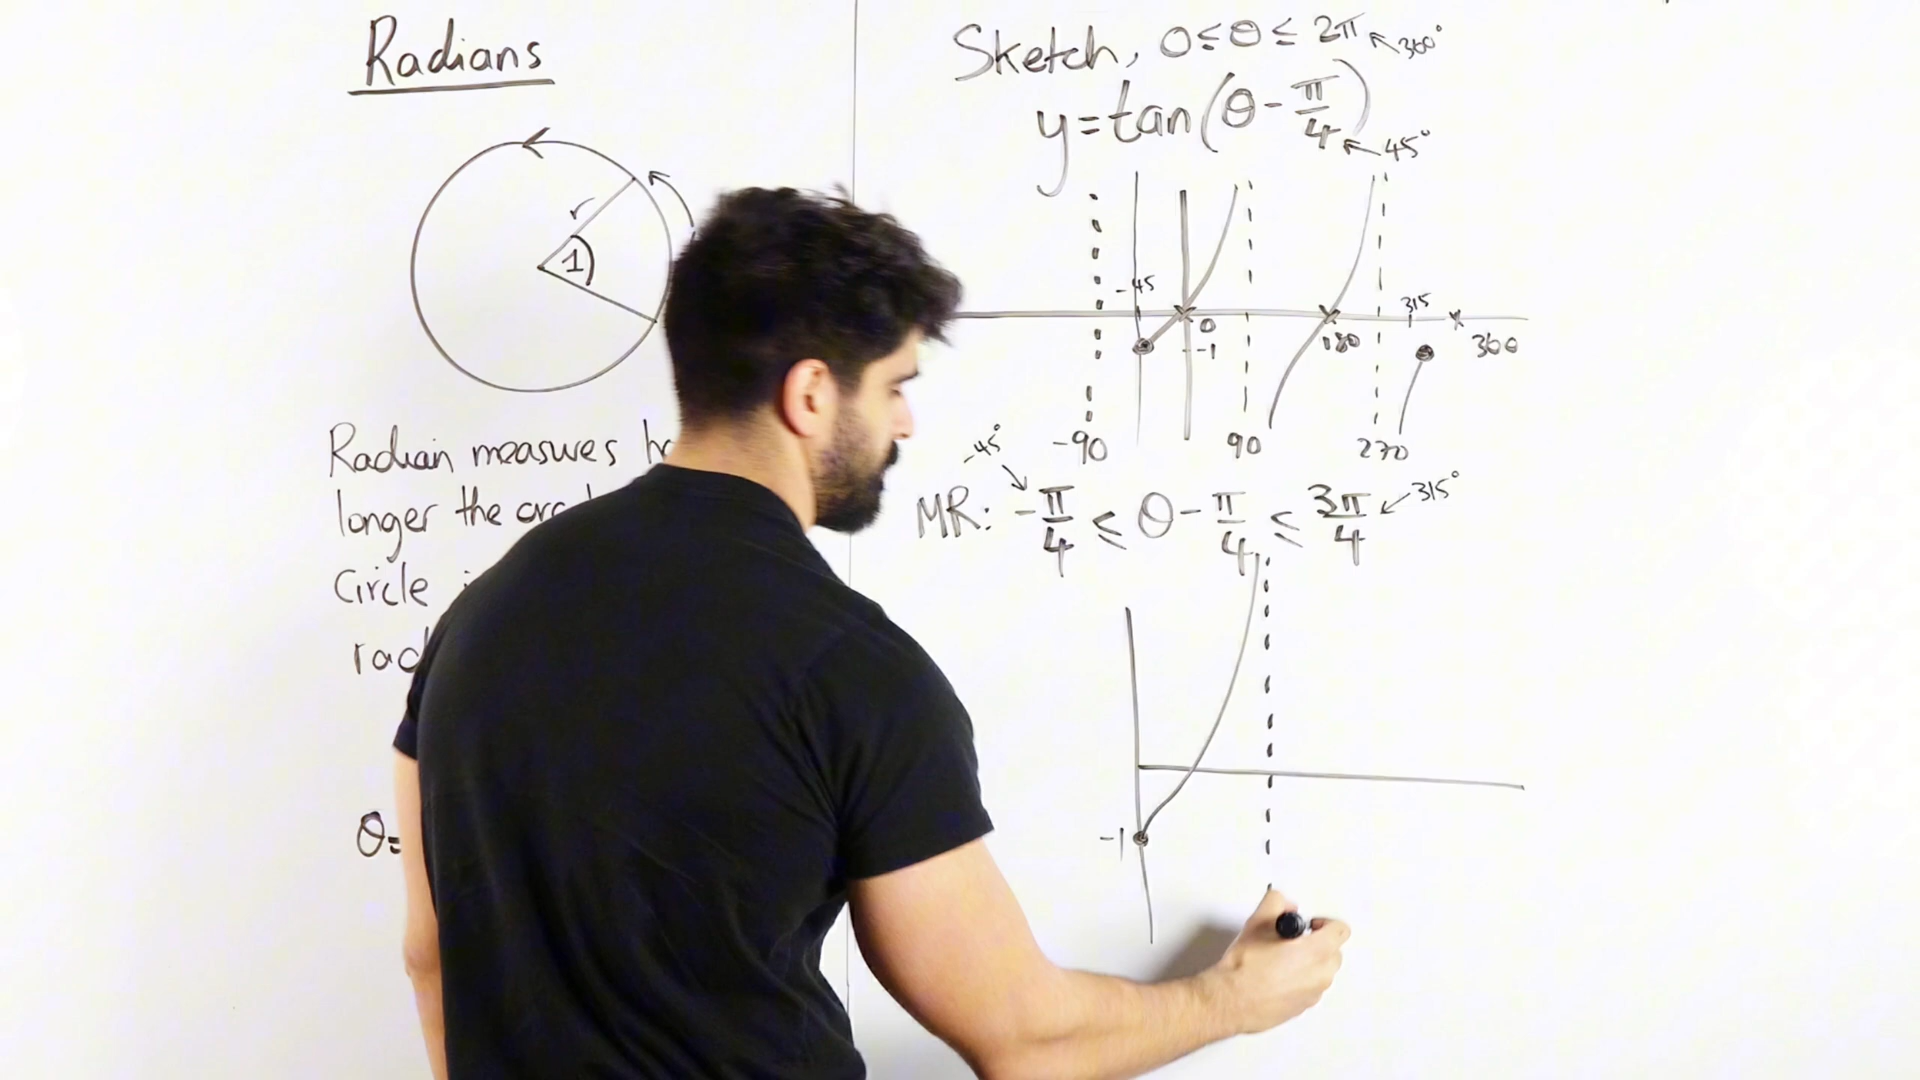 Radians
r
1
Radian measures
longer the arc
Circle
θ=
Sketch, 0≤θ≤2π ↖360°
y=tan(θ-π/4) ↖45°
-45
0
-1
180
315
360
-90
90
270
-45°
MR: -π/4 ≤ θ-π/4 ≤ 3π/4 ↙315°
-1